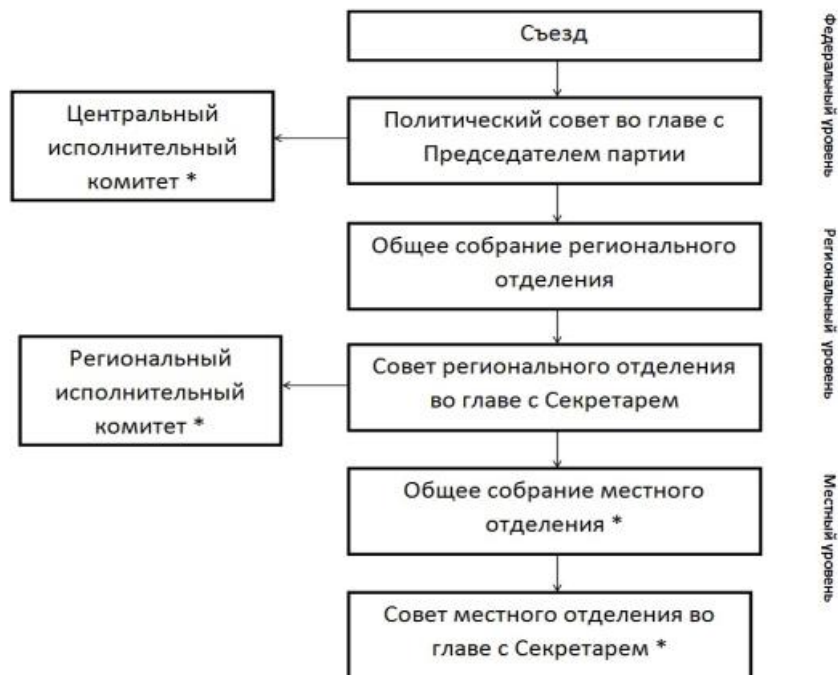 Съезд
Центральный
исполнительный
комитет *
Политический совет во главе с
Председателем партии
Федеральный уровень
Общее собрание регионального
отделения
Региональный
исполнительный
комитет *
Совет регионального отделения
во главе с Секретарем
Региональный уровень
Общее собрание местного
отделения *
Совет местного отделения во
главе с Секретарем *
Местный уровень